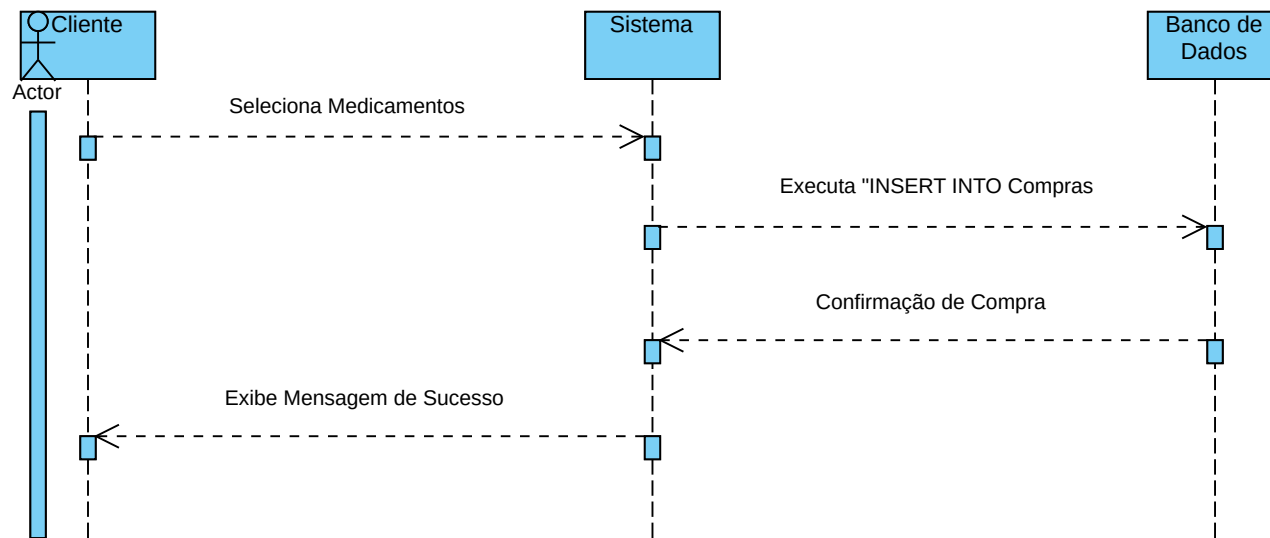 Cliente
Sistema
Banco de
Dados
Actor
Seleciona Medicamentos
Executa "INSERT INTO Compras
Confirmação de Compra
Exibe Mensagem de Sucesso